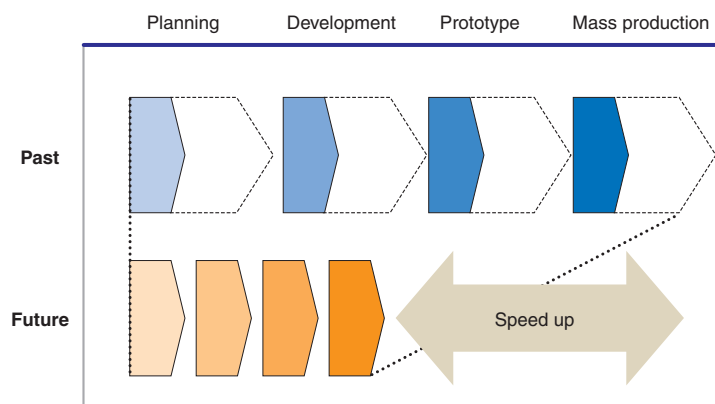 Planning Development Prototype Mass production
Past
Future
Speed up